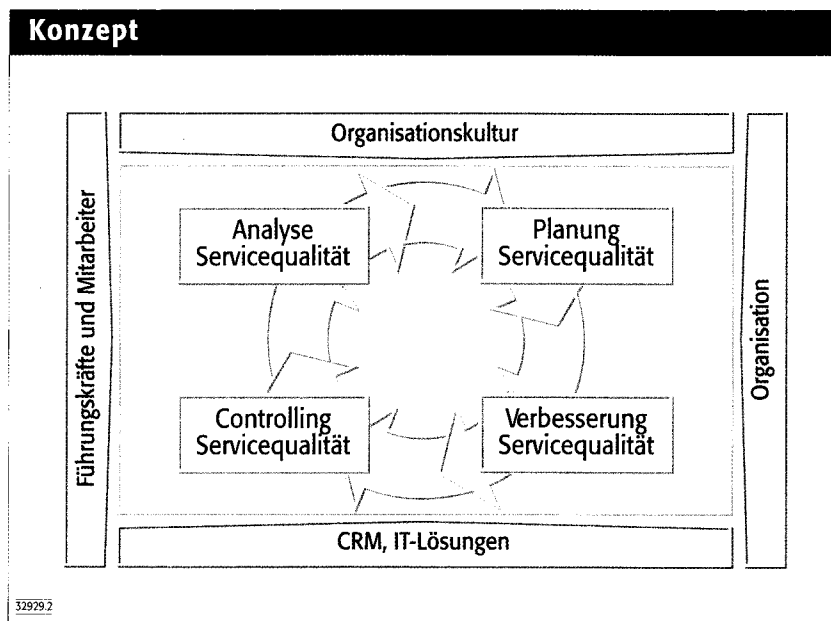 Konzept
Organisationskultur
Führungskräfte und Mitarbeiter
Analyse
Servicequalität
Planung
Servicequalität
Organisation
Controlling
Servicequalität
Verbesserung
Servicequalität
CRM, IT-Lösungen
32929.2